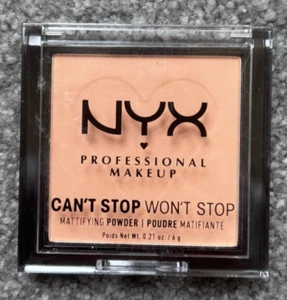 NYX
PROFESSIONAL
MAKEUP
CAN'T STOP WON'T STOP
MATTIFYING POWDER | POUDRE MATIFIANTE
Poids Net Wt. 0.21 oz. / 6 g